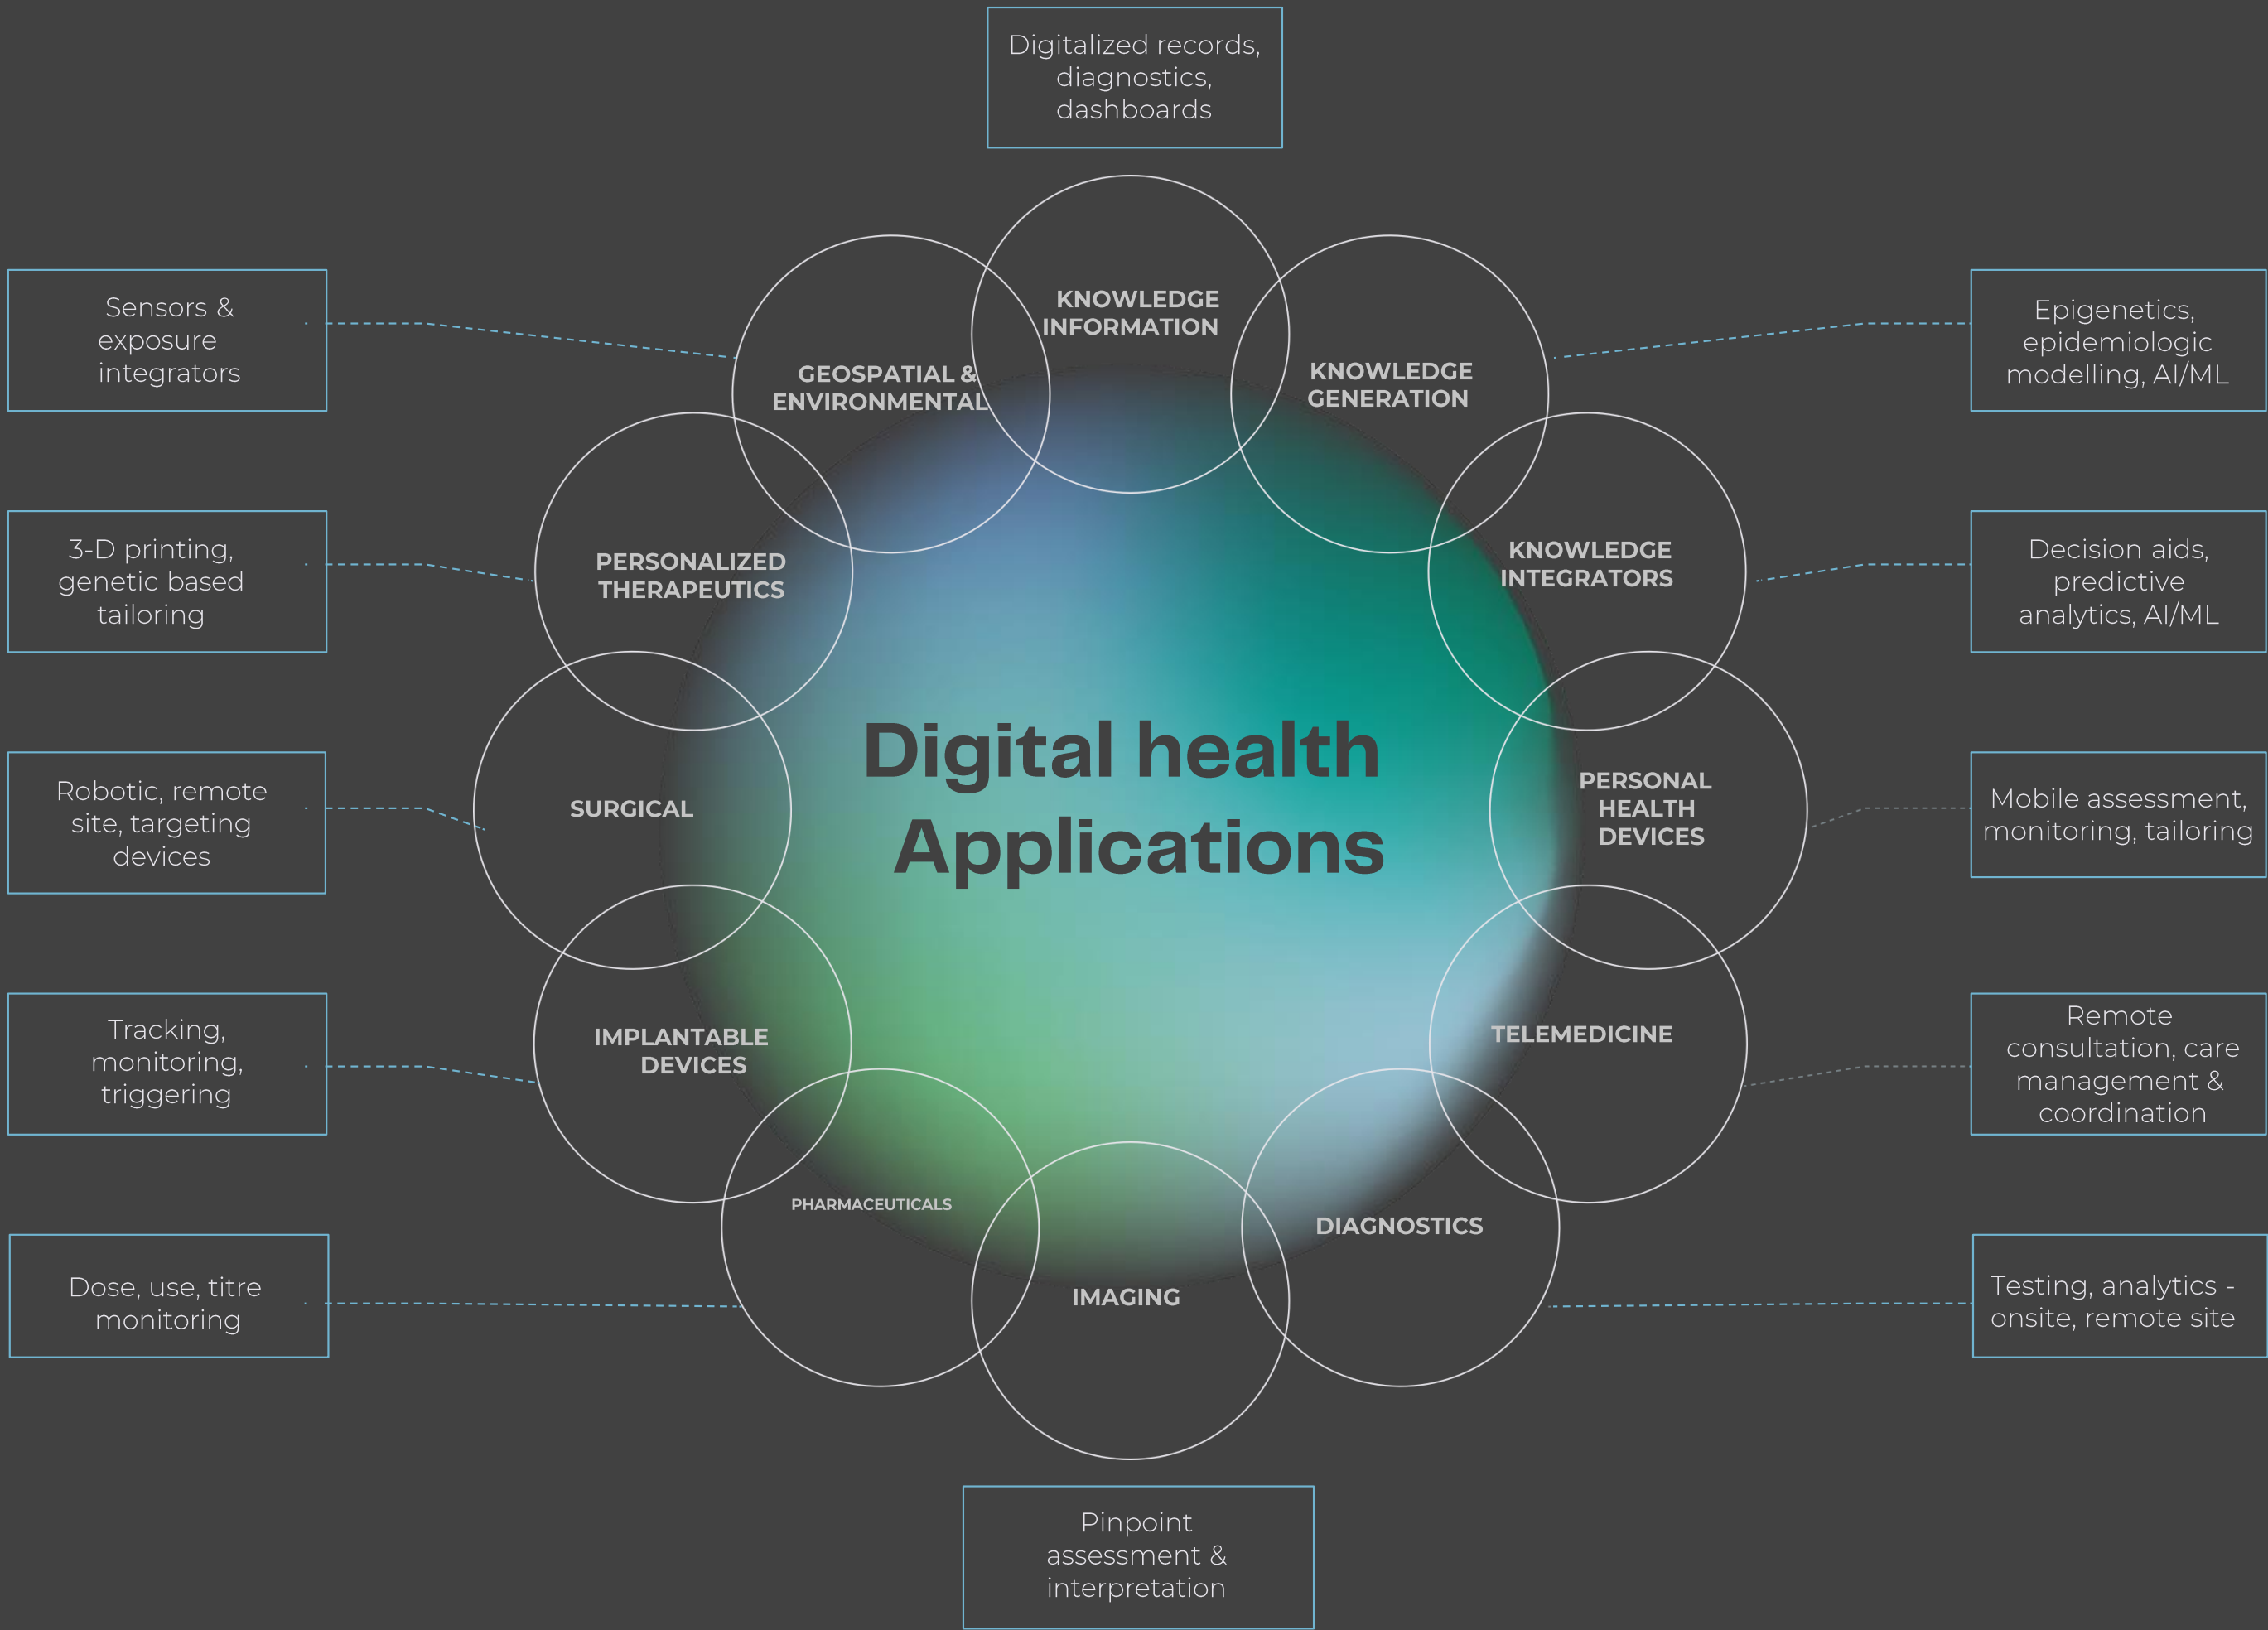 Digitalized records,
diagnostics,
dashboards
Sensors &
exposure
integrators
Epigenetics,
epidemiologic
modelling, AI/ML
KNOWLEDGE
INFORMATION
GEOSPATIAL &
ENVIRONMENTAL
KNOWLEDGE
GENERATION
3-D printing,
genetic based
tailoring
PERSONALIZED
THERAPEUTICS
KNOWLEDGE
INTEGRATORS
Decision aids,
predictive
analytics, AI/ML
Digital health
Applications
Robotic, remote
site, targeting
devices
SURGICAL
PERSONAL
HEALTH
DEVICES
Mobile assessment,
monitoring, tailoring
Tracking,
monitoring,
triggering
IMPLANTABLE
DEVICES
TELEMEDICINE
Remote
consultation, care
management &
coordination
Dose, use, titre
monitoring
PHARMACEUTICALS
IMAGING
DIAGNOSTICS
Testing, analytics -
onsite, remote site
Pinpoint
assessment &
interpretation